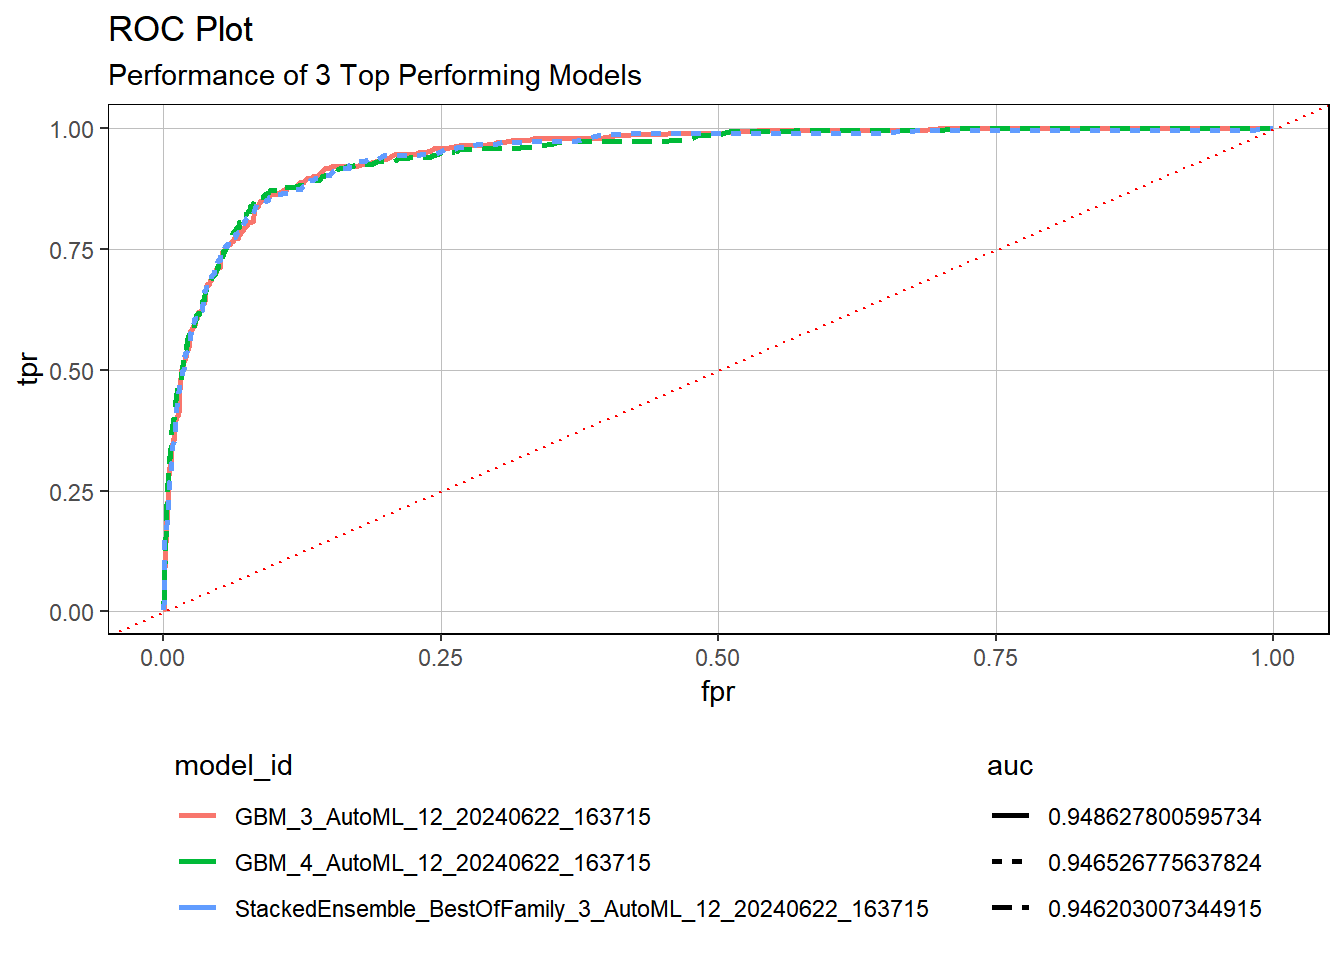 ROC Plot
Performance of 3 Top Performing Models
1.00
0.75
tpr
0.50
0.25
0.00
0.00 0.25 0.50 0.75 1.00
fpr
model_id
GBM_3_AutoML_12_20240622_163715
GBM_4_AutoML_12_20240622_163715
StackedEnsemble_BestOfFamily_3_AutoML_12_20240622_163715
auc
0.948627800595734
0.946526775637824
0.946203007344915